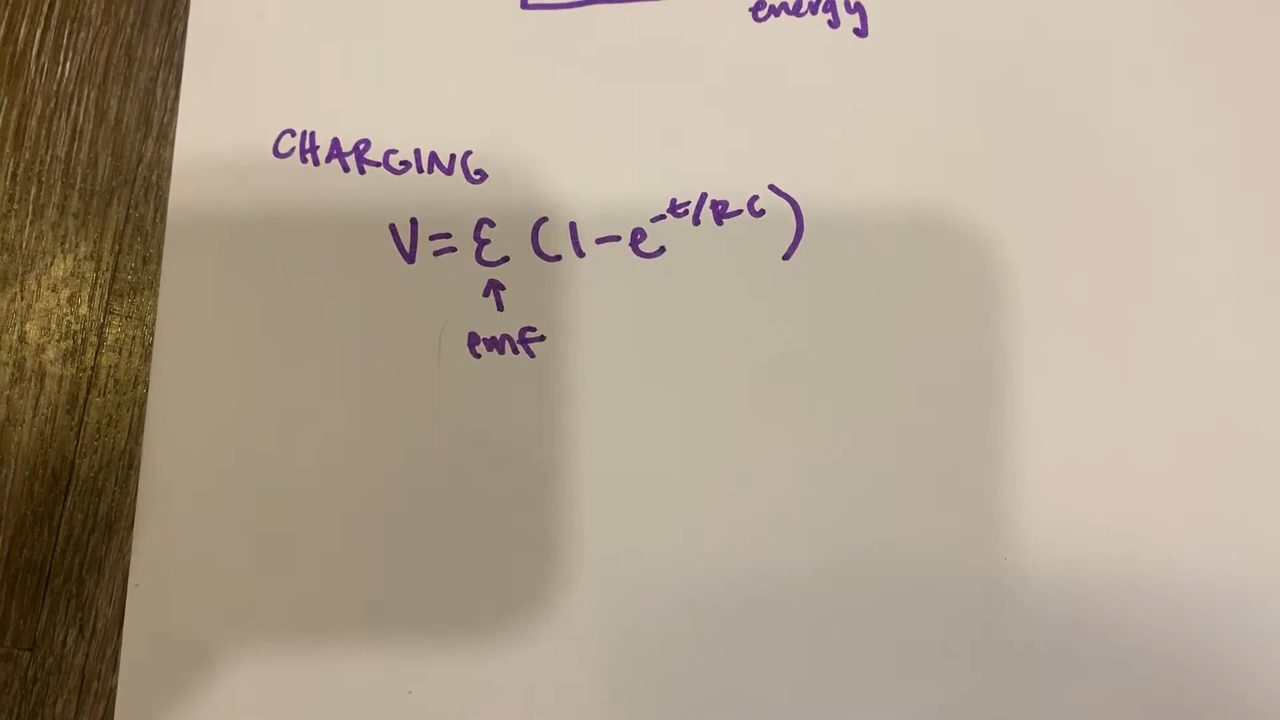 energy
CHARGING
V = ε (1 - e^{-t/RC})
↑
emf